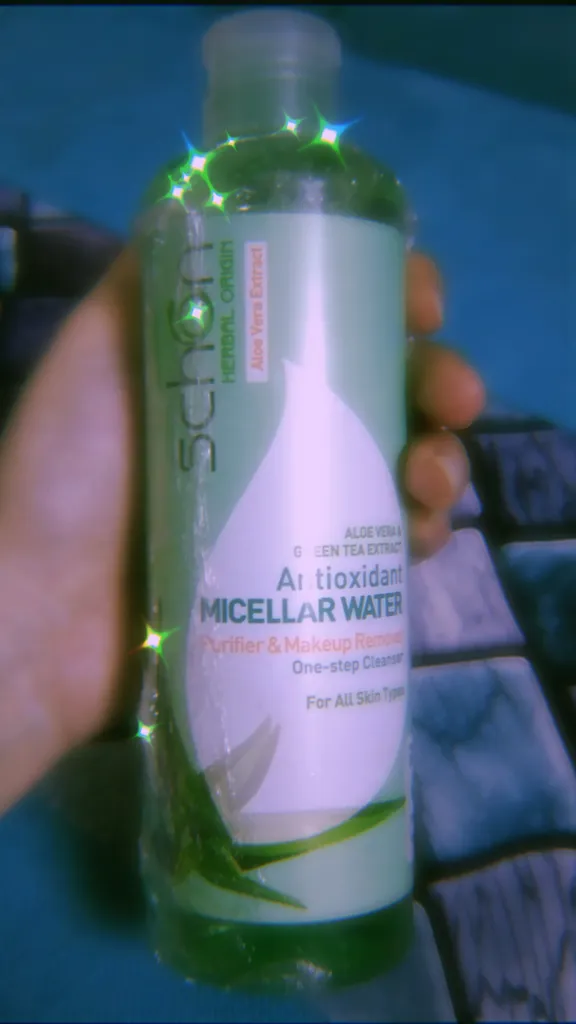 schon
HERBAL ORIGIN
Aloe Vera Extract
ALOE VERA &
GREEN TEA EXTRACT
Antioxidant
MICELLAR WATER
Purifier & Makeup Remover
One-step Cleanser
For All Skin Types